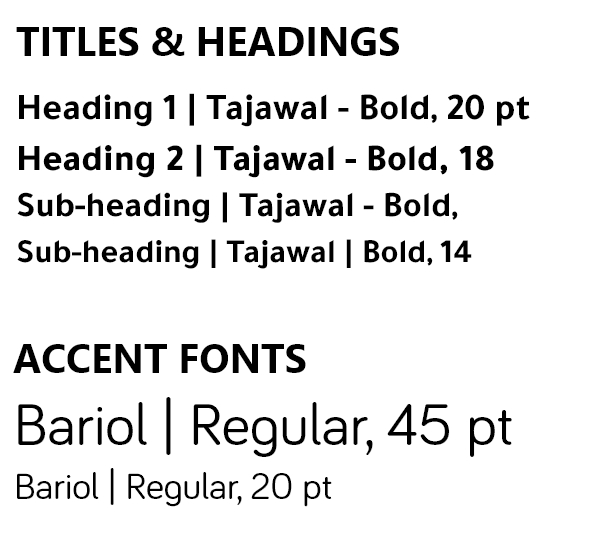 TITLES & HEADINGS
Heading 1 | Tajawal - Bold, 20 pt
Heading 2 | Tajawal - Bold, 18
Sub-heading | Tajawal - Bold,
Sub-heading | Tajawal | Bold, 14
ACCENT FONTS
Bariol | Regular, 45 pt
Bariol | Regular, 20 pt